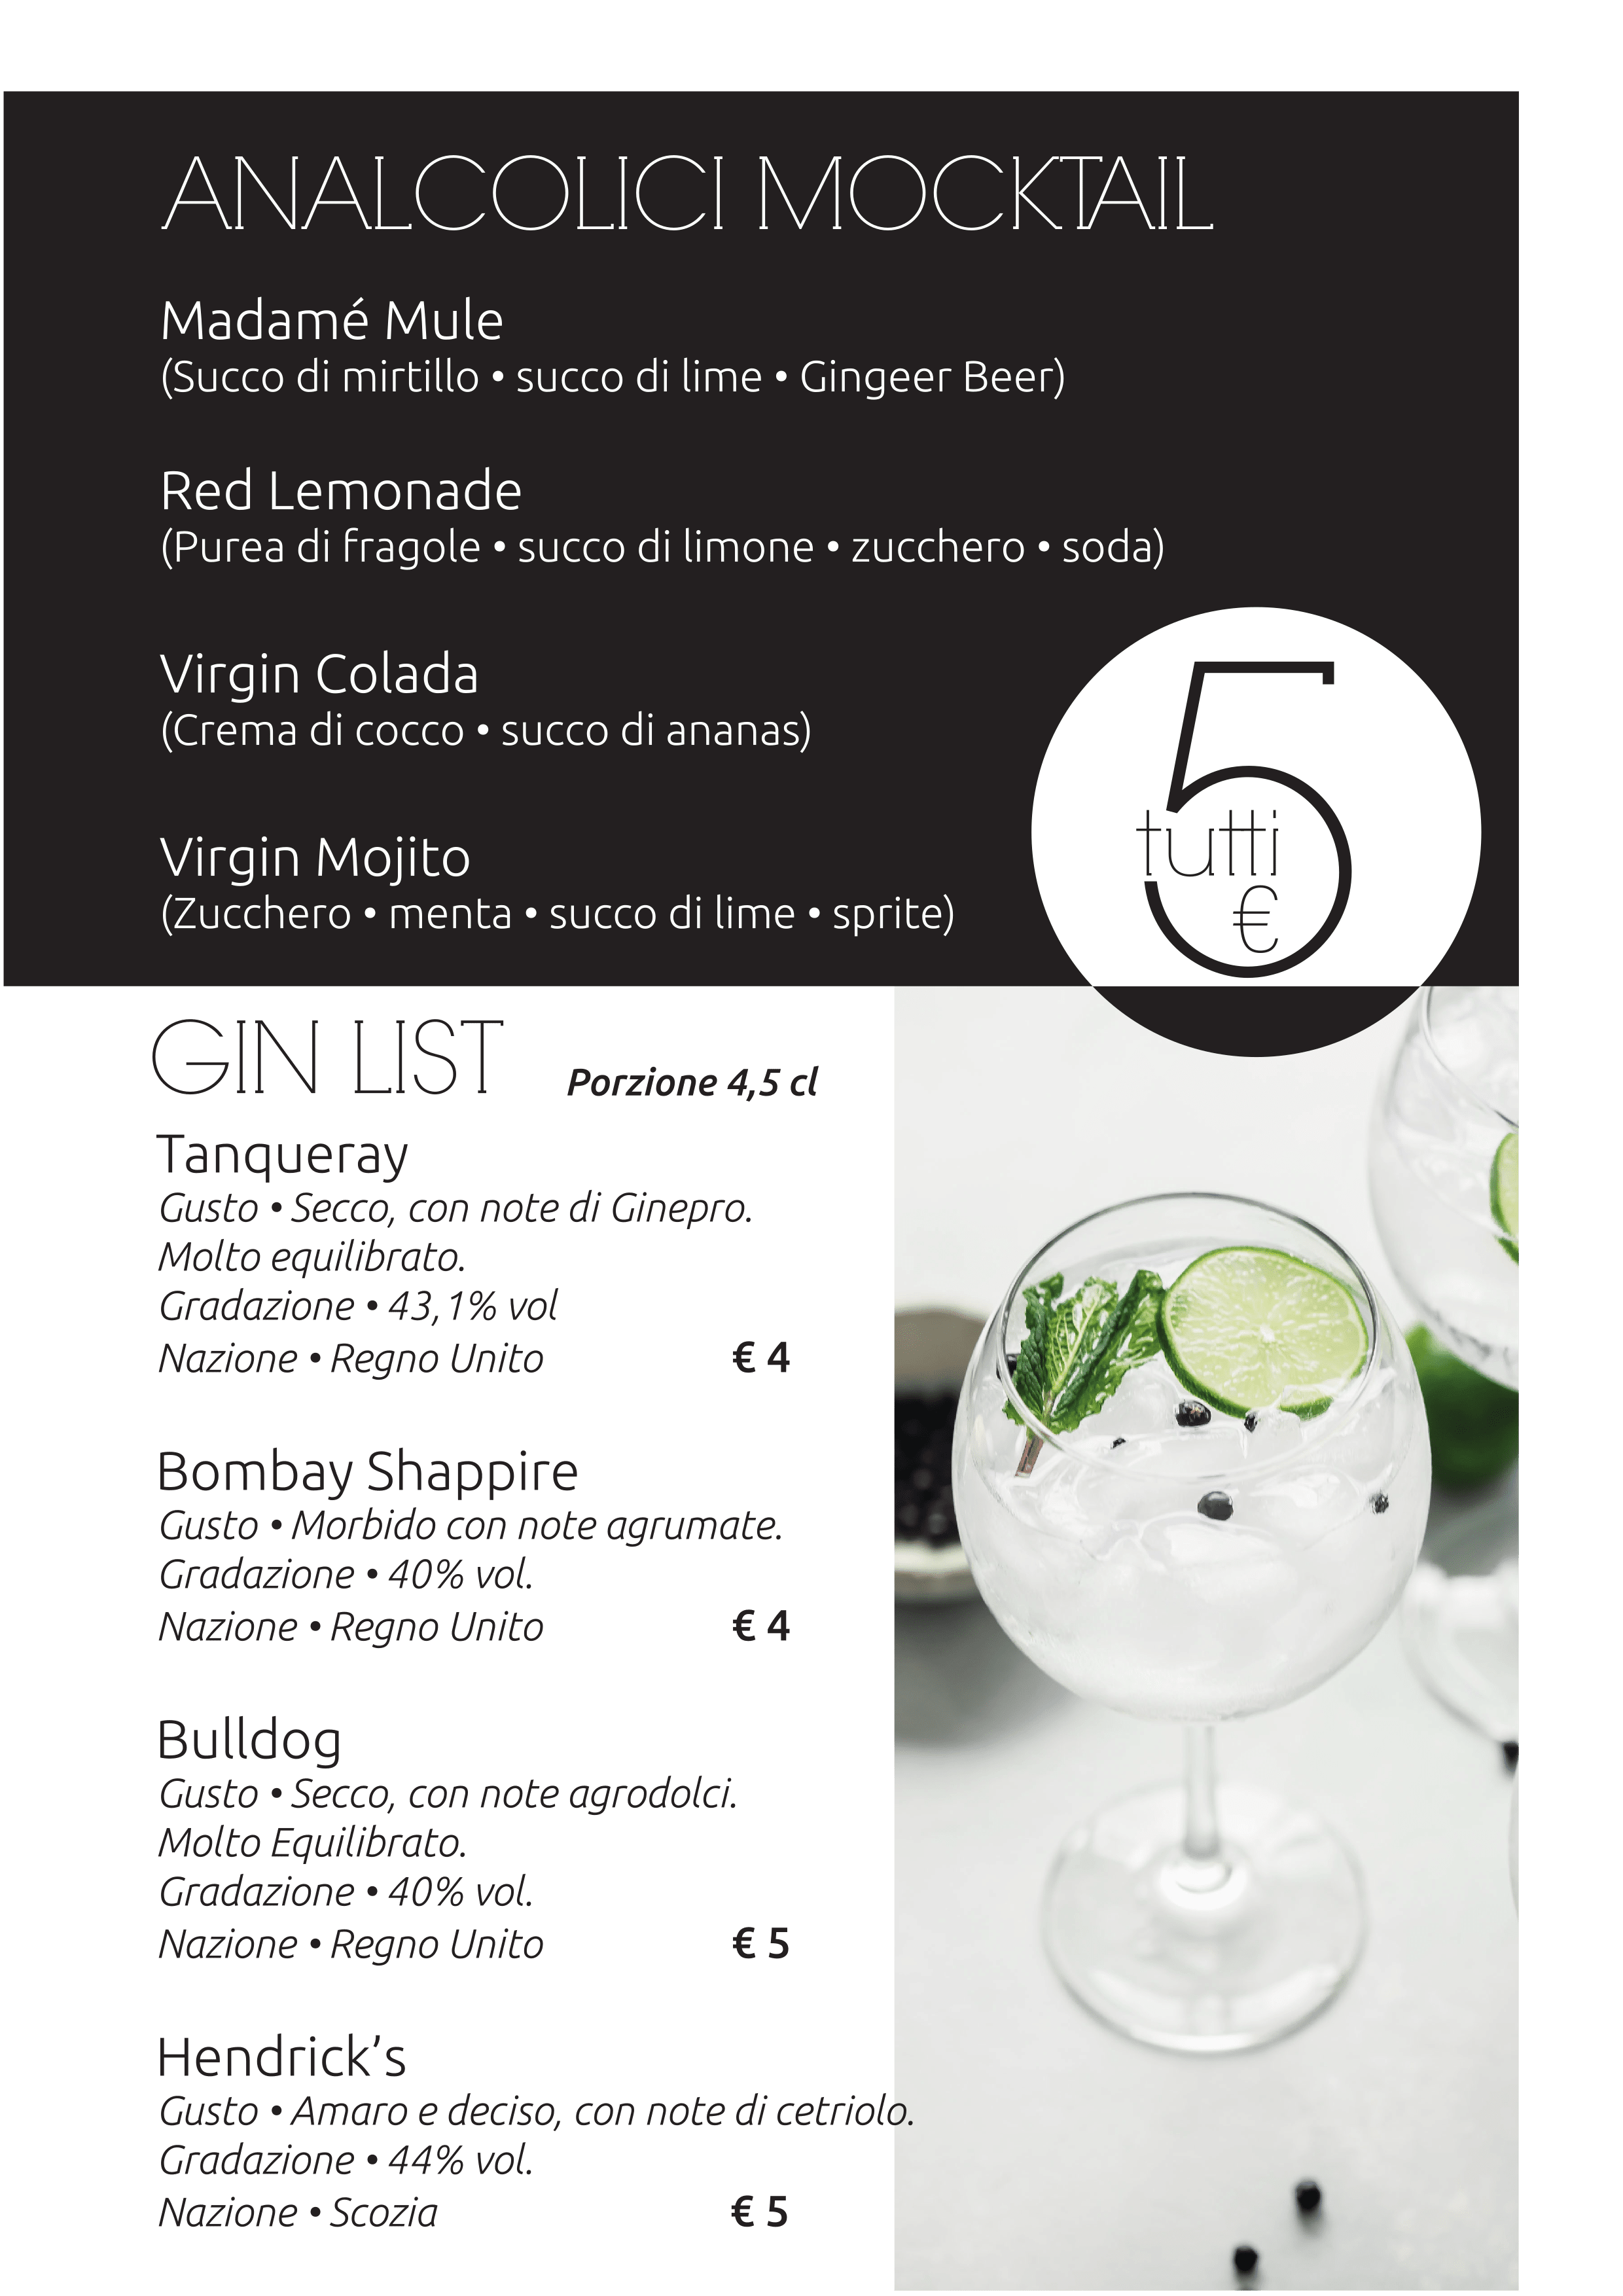 ANALCOLICI MOCKTAIL
Madamé Mule
(Succo di mirtillo • succo di lime • Gingeer Beer)
Red Lemonade
(Purea di fragole • succo di limone • zucchero • soda)
Virgin Colada
(Crema di cocco • succo di ananas)
Virgin Mojito
(Zucchero • menta • succo di lime • sprite)
5
tutti
€
GIN LIST
Porzione 4,5 cl
Tanqueray
Gusto • Secco, con note di Ginepro.
Molto equilibrato.
Gradazione • 43,1% vol
Nazione • Regno Unito € 4
Bombay Shappire
Gusto • Morbido con note agrumate.
Gradazione • 40% vol.
Nazione • Regno Unito € 4
Bulldog
Gusto • Secco, con note agrodolci.
Molto Equilibrato.
Gradazione • 40% vol.
Nazione • Regno Unito € 5
Hendrick’s
Gusto • Amaro e deciso, con note di cetriolo.
Gradazione • 44% vol.
Nazione • Scozia € 5